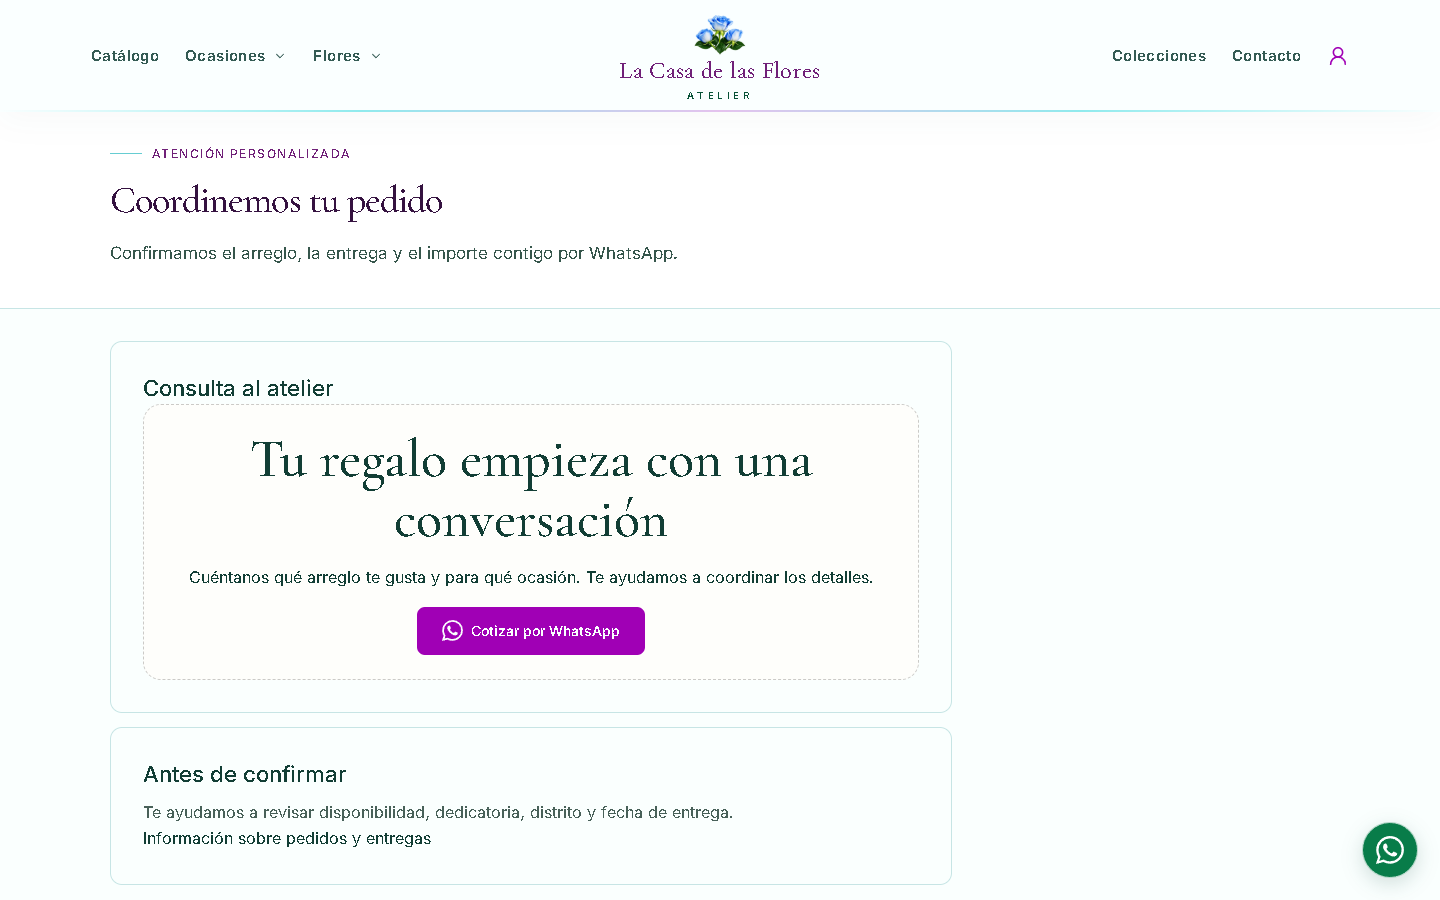 Catálogo Ocasiones Flores
La Casa de las Flores
ATELIER
Colecciones Contacto
ATENCIÓN PERSONALIZADA
Coordinemos tu pedido
Confirmamos el arreglo, la entrega y el importe contigo por WhatsApp.
Consulta al atelier
Tu regalo empieza con una
conversación
Cuéntanos qué arreglo te gusta y para qué ocasión. Te ayudamos a coordinar los detalles.
Cotizar por WhatsApp
Antes de confirmar
Te ayudamos a revisar disponibilidad, dedicatoria, distrito y fecha de entrega.
Información sobre pedidos y entregas